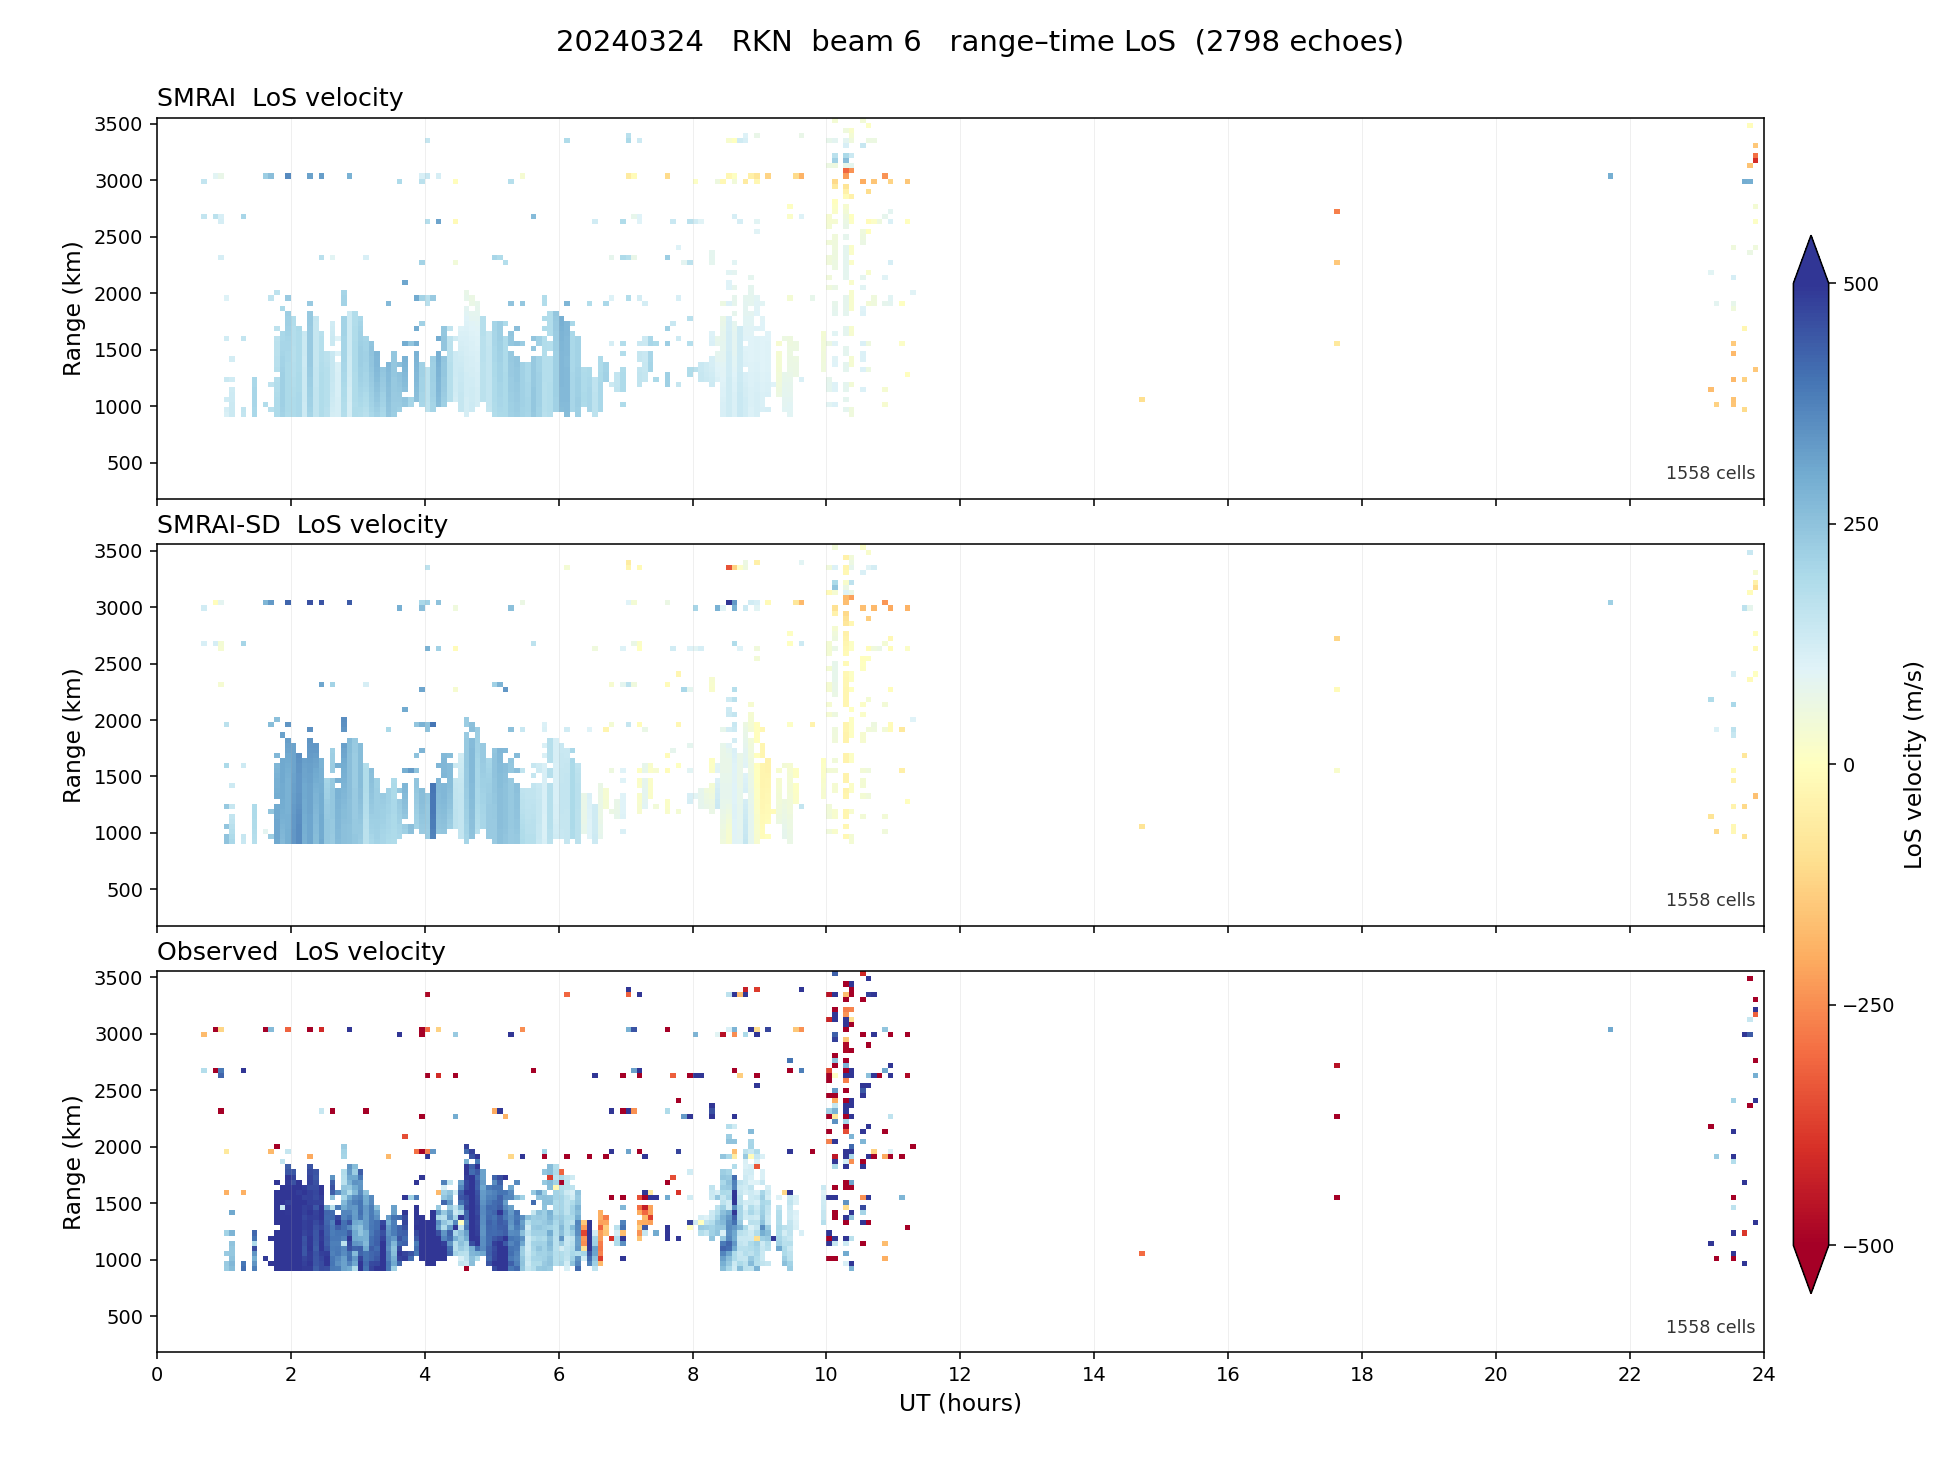 20240324   RKN  beam 6   range–time LoS  (2798 echoes)
SMRAI  LoS velocity
3500
3000
2500
2000
1500
1000
500
Range (km)
1558 cells
SMRAI-SD  LoS velocity
3500
3000
2500
2000
1500
1000
500
Range (km)
1558 cells
Observed  LoS velocity
3500
3000
2500
2000
1500
1000
500
Range (km)
1558 cells
0 2 4 6 8 10 12 14 16 18 20 22 24
UT (hours)
500
250
0
−250
−500
LoS velocity (m/s)